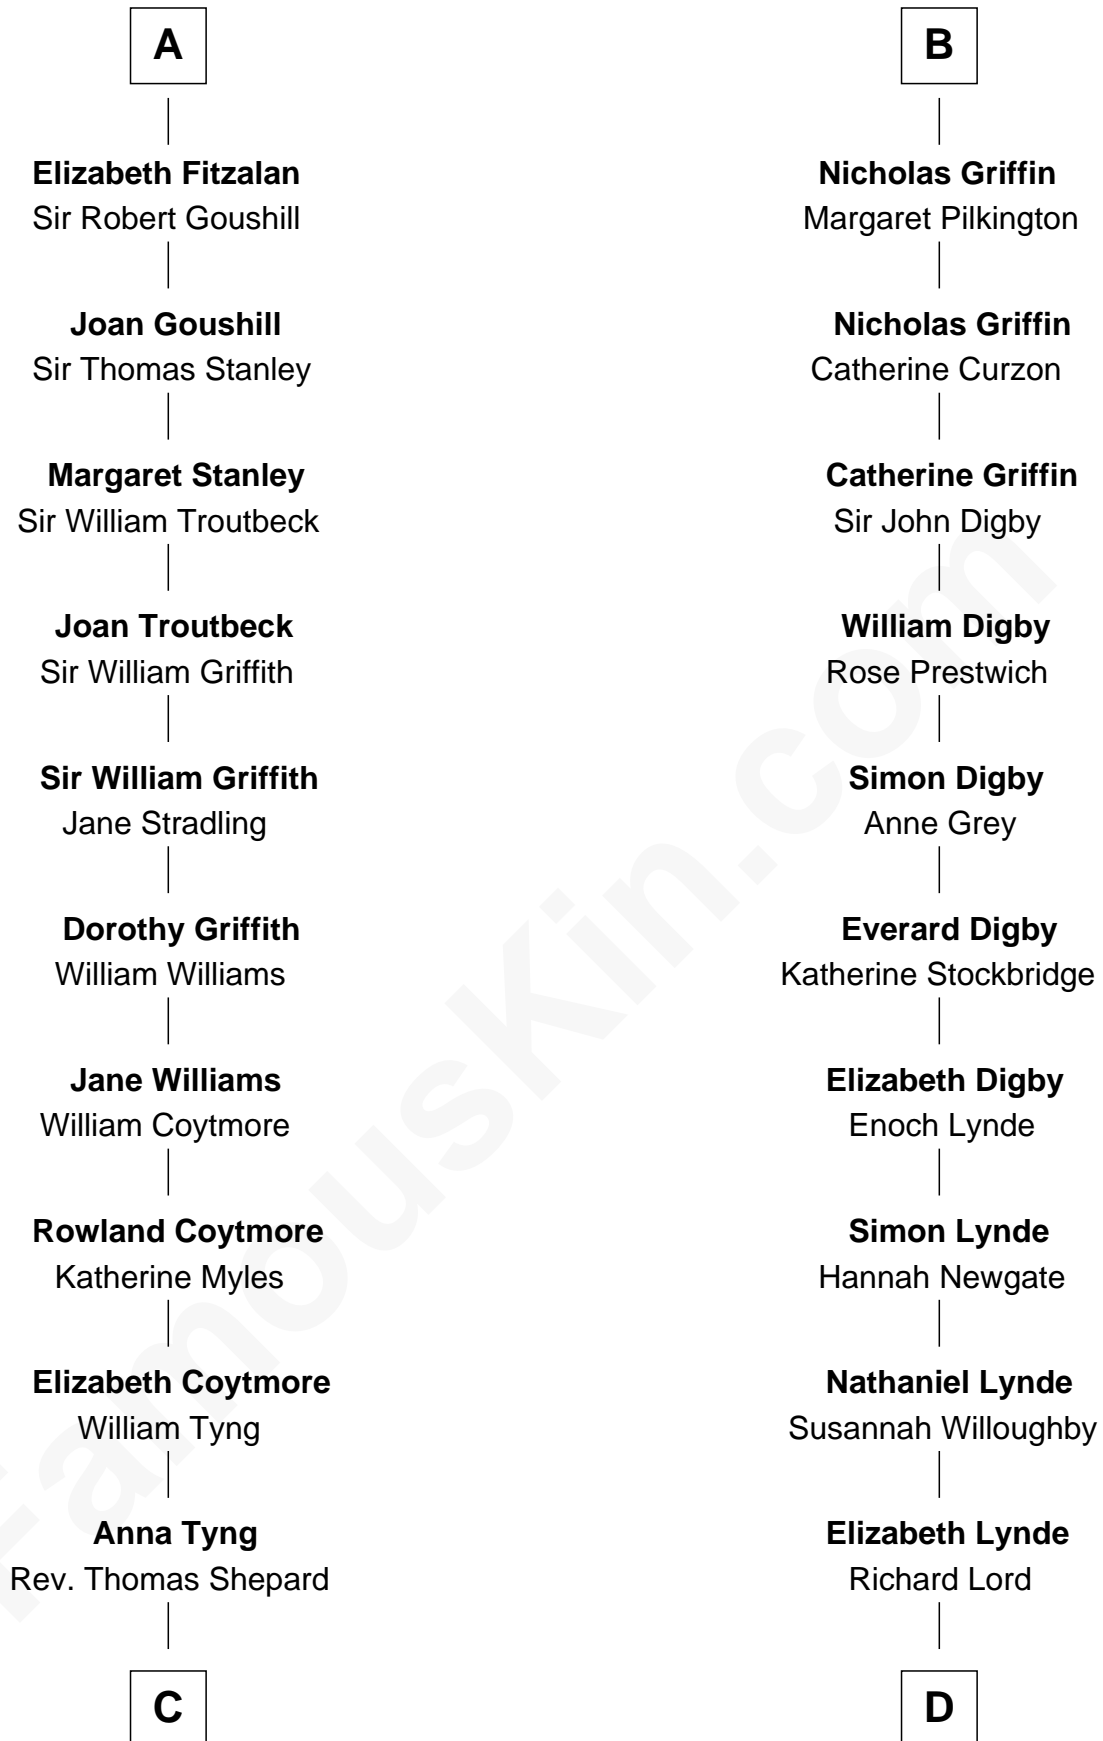 A
Elizabeth Fitzalan
Sir Robert Goushill
Joan Goushill
Sir Thomas Stanley
Margaret Stanley
Sir William Troutbeck
Joan Troutbeck
Sir William Griffith
Sir William Griffith
Jane Stradling
Dorothy Griffith
William Williams
Jane Williams
William Coytmore
Rowland Coytmore
Katherine Myles
Elizabeth Coytmore
William Tyng
Anna Tyng
Rev. Thomas Shepard
C
B
Nicholas Griffin
Margaret Pilkington
Nicholas Griffin
Catherine Curzon
Catherine Griffin
Sir John Digby
William Digby
Rose Prestwich
Simon Digby
Anne Grey
Everard Digby
Katherine Stockbridge
Elizabeth Digby
Enoch Lynde
Simon Lynde
Hannah Newgate
Nathaniel Lynde
Susannah Willoughby
Elizabeth Lynde
Richard Lord
D
FamousKin.com